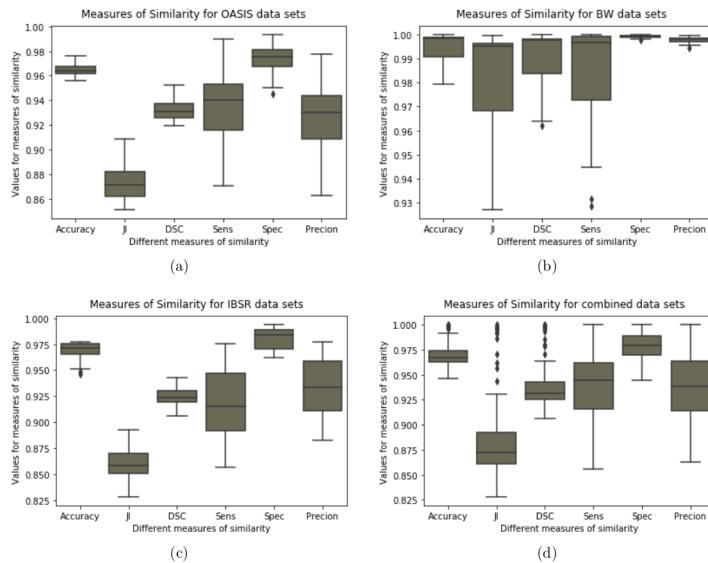 Measures of Similarity for OASIS data sets
Values for measures of similarity
1.00
0.98
0.96
0.94
0.92
0.90
0.88
0.86
Accuracy JI DSC Sens Spec Precion
Different measures of similarity
(a)
Measures of Similarity for BW data sets
Values for measures of similarity
1.00
0.99
0.98
0.97
0.96
0.95
0.94
0.93
Accuracy JI DSC Sens Spec Precion
Different measures of similarity
(b)
Measures of Similarity for IBSR data sets
Values for measures of similarity
1.000
0.975
0.950
0.925
0.900
0.875
0.850
0.825
Accuracy JI DSC Sens Spec Precion
Different measures of similarity
(c)
Measures of Similarity for combined data sets
Values for measures of similarity
1.000
0.975
0.950
0.925
0.900
0.875
0.850
0.825
Accuracy JI DSC Sens Spec Precion
Different measures of similarity
(d)